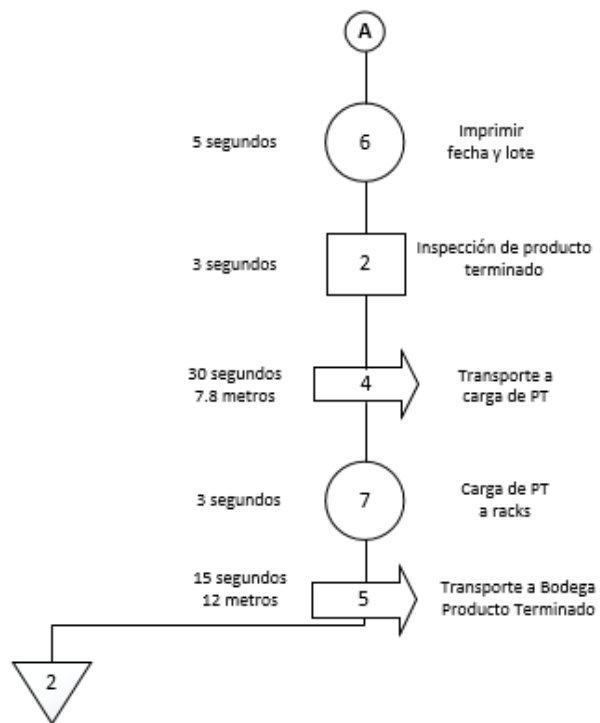 A
5 segundos
6
Imprimir
fecha y lote
3 segundos
2
Inspección de producto
terminado
30 segundos
7.8 metros
4
Transporte a
carga de PT
3 segundos
7
Carga de PT
a racks
15 segundos
12 metros
5
Transporte a Bodega
Producto Terminado
2